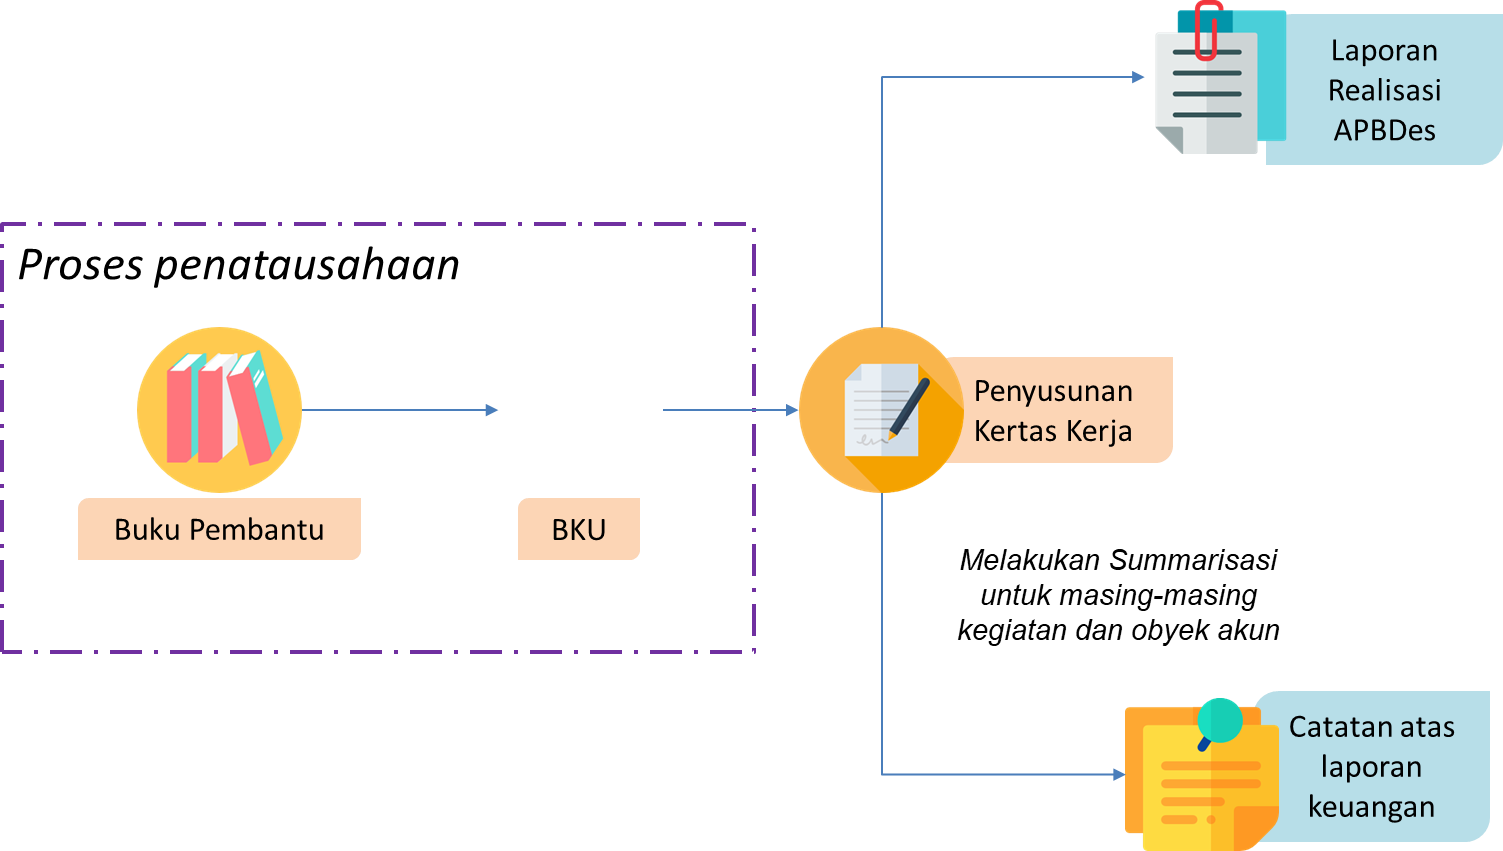 Laporan
Realisasi
APBDes
Proses penatausahaan
Penyusunan
Kertas Kerja
Buku Pembantu
BKU
Melakukan Summarisasi
untuk masing-masing
kegiatan dan obyek akun
Catatan atas
laporan
keuangan